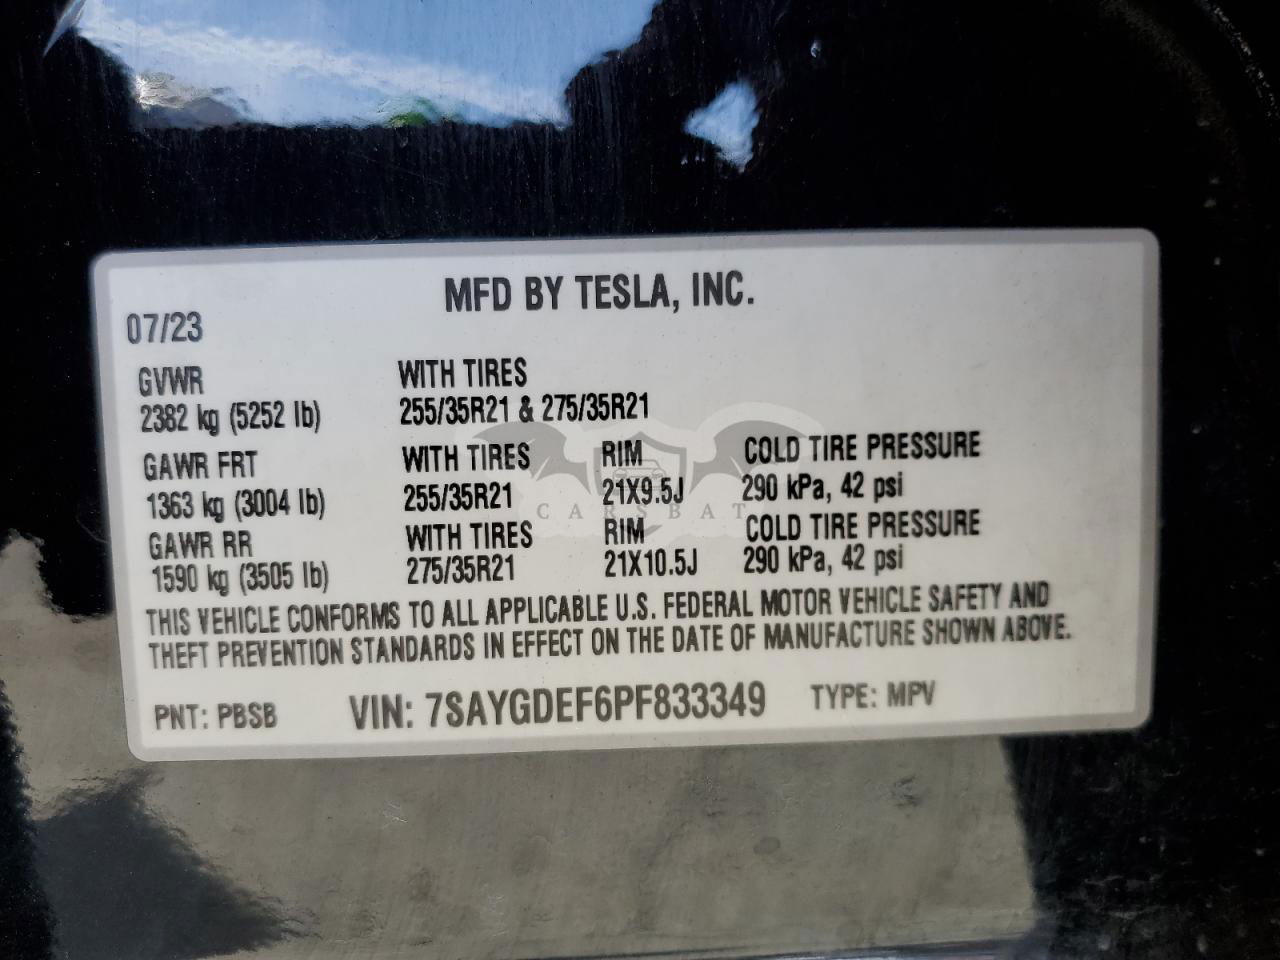 MFD BY TESLA, INC.
07/23
GVWR WITH TIRES
2382 kg (5252 lb) 255/35R21 & 275/35R21
GAWR FRT WITH TIRES RIM COLD TIRE PRESSURE
1363 kg (3004 lb) 255/35R21 21X9.5J 290 kPa, 42 psi
GAWR RR WITH TIRES RIM COLD TIRE PRESSURE
1590 kg (3505 lb) 275/35R21 21X10.5J 290 kPa, 42 psi
THIS VEHICLE CONFORMS TO ALL APPLICABLE U.S. FEDERAL MOTOR VEHICLE SAFETY AND
THEFT PREVENTION STANDARDS IN EFFECT ON THE DATE OF MANUFACTURE SHOWN ABOVE.
PNT: PBSB VIN: 7SAYGDEF6PF833349 TYPE: MPV
CARSBAT